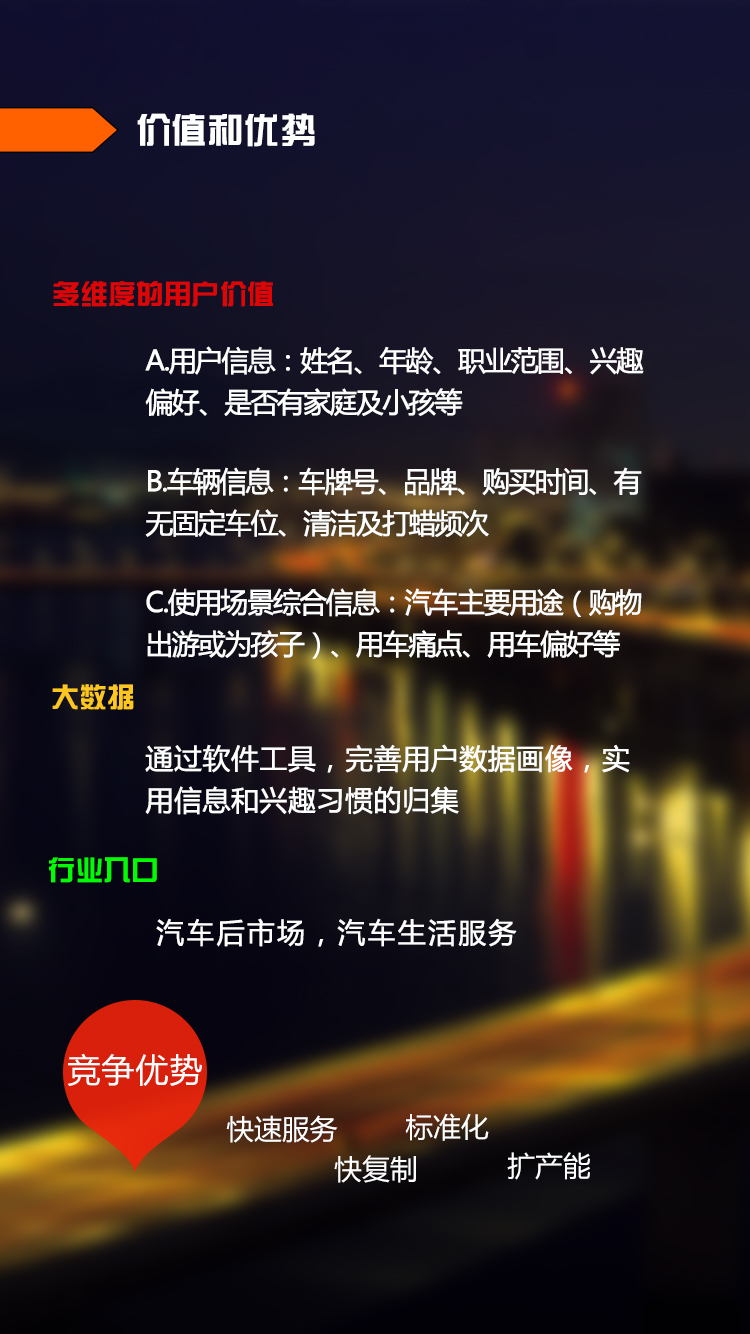 价值和优势
多维度的用户价值
A.用户信息：姓名、年龄、职业范围、兴趣
偏好、是否有家庭及小孩等
B.车辆信息：车牌号、品牌、购买时间、有
无固定车位、清洁及打蜡频次
C.使用场景综合信息：汽车主要用途（购物
出游或为孩子）、用车痛点、用车偏好等
大数据
通过软件工具，完善用户数据画像，实
用信息和兴趣习惯的归集
行业入口
汽车后市场，汽车生活服务
竞争优势
快速服务
标准化
快复制
扩产能